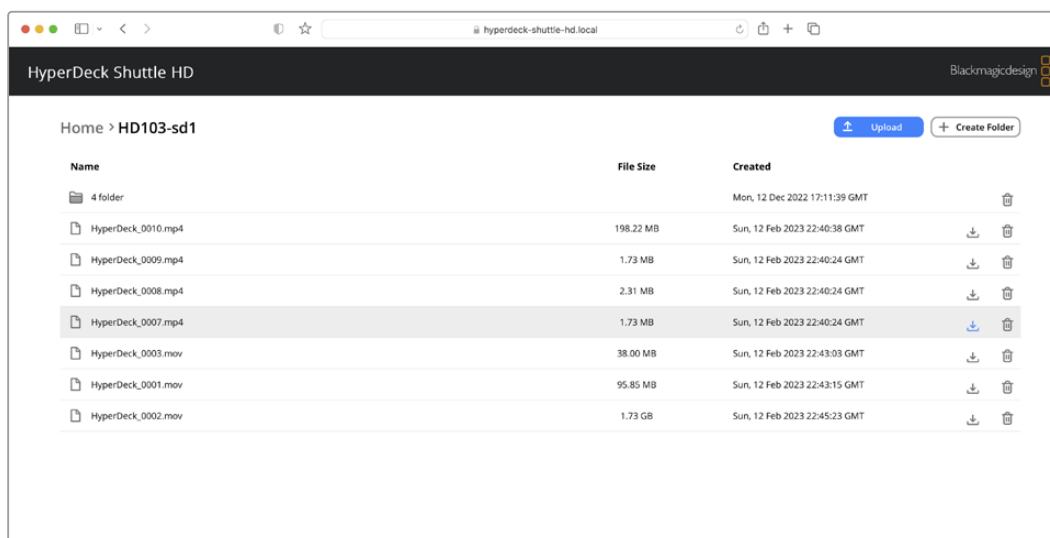 hyperdeck-shuttle-hd.local
HyperDeck Shuttle HD
Blackmagicdesign
Home > HD103-sd1
Upload
+ Create Folder
Name File Size Created
4 folder Mon, 12 Dec 2022 17:11:39 GMT
HyperDeck_0010.mp4 198.22 MB Sun, 12 Feb 2023 22:40:38 GMT
HyperDeck_0009.mp4 1.73 MB Sun, 12 Feb 2023 22:40:24 GMT
HyperDeck_0008.mp4 2.31 MB Sun, 12 Feb 2023 22:40:24 GMT
HyperDeck_0007.mp4 1.73 MB Sun, 12 Feb 2023 22:40:24 GMT
HyperDeck_0003.mov 38.00 MB Sun, 12 Feb 2023 22:43:03 GMT
HyperDeck_0001.mov 95.85 MB Sun, 12 Feb 2023 22:43:15 GMT
HyperDeck_0002.mov 1.73 GB Sun, 12 Feb 2023 22:45:23 GMT